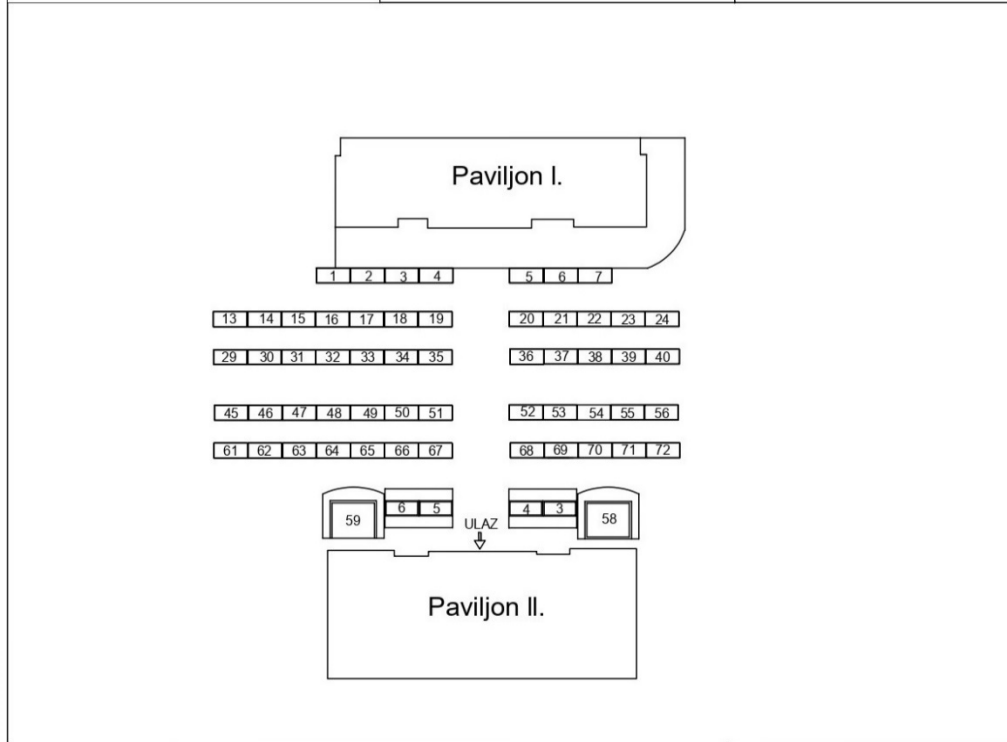 Paviljon I.
1 2 3 4 5 6 7
13 14 15 16 17 18 19 20 21 22 23 24
29 30 31 32 33 34 35 36 37 38 39 40
45 46 47 48 49 50 51 52 53 54 55 56
61 62 63 64 65 66 67 68 69 70 71 72
59 6 5 4 3 58
ULAZ
Paviljon II.